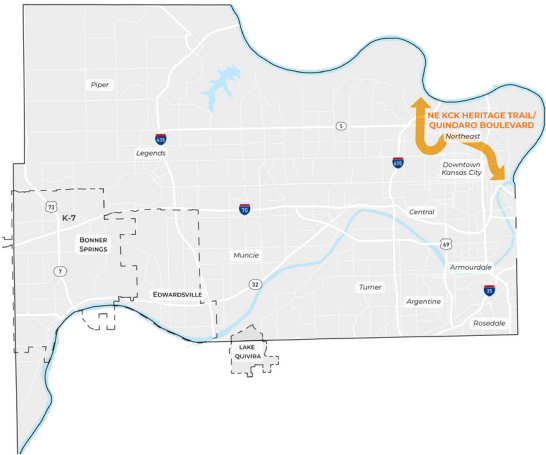 Piper
5
NE KCK HERITAGE TRAIL/
QUINDARO BOULEVARD
Northeast
435
Legends
635
Downtown
Kansas City
73
K-7
70
Central
BONNER
SPRINGS
69
Muncie
7
32
Armourdale
EDWARDSVILLE
Turner
35
Argentine
Rosedale
LAKE
QUIVIRA